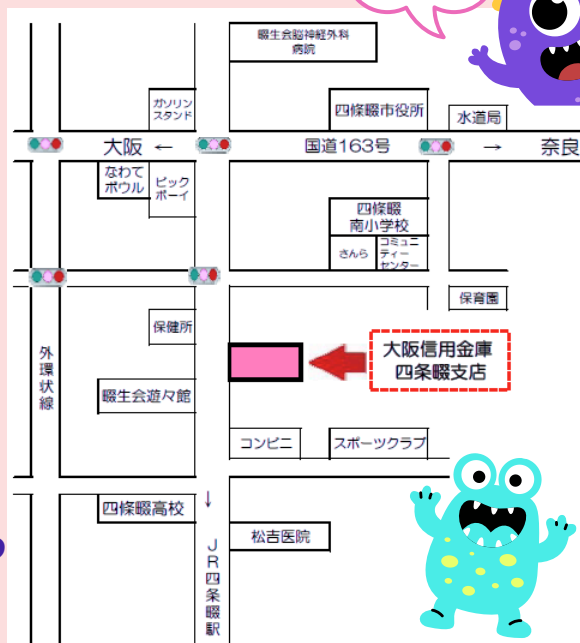 畷生会脳神経外科
病院
ガソリン
スタンド
四條畷市役所
水道局
大阪 ←
国道163号
→ 奈良
なわて
ボウル
ビック
ボーイ
四條畷
南小学校
さんら
コミュニ
ティー
センター
保育園
保健所
外環状線
大阪信用金庫
四条畷支店
畷生会遊々館
コンビニ
スポーツクラブ
四條畷高校
↓
JR四条畷駅
松吉医院